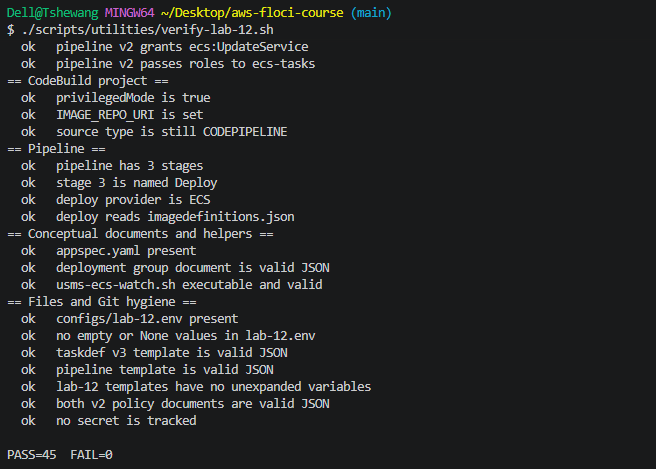 Dell@Tshewang MINGW64 ~/Desktop/aws-floci-course (main)
$ ./scripts/utilities/verify-lab-12.sh
  ok   pipeline v2 grants ecs:UpdateService
  ok   pipeline v2 passes roles to ecs-tasks
== CodeBuild project ==
  ok   privilegedMode is true
  ok   IMAGE_REPO_URI is set
  ok   source type is still CODEPIPELINE
== Pipeline ==
  ok   pipeline has 3 stages
  ok   stage 3 is named Deploy
  ok   deploy provider is ECS
  ok   deploy reads imagedefinitions.json
== Conceptual documents and helpers ==
  ok   appspec.yaml present
  ok   deployment group document is valid JSON
  ok   usms-ecs-watch.sh executable and valid
== Files and Git hygiene ==
  ok   configs/lab-12.env present
  ok   no empty or None values in lab-12.env
  ok   taskdef v3 template is valid JSON
  ok   pipeline template is valid JSON
  ok   lab-12 templates have no unexpanded variables
  ok   both v2 policy documents are valid JSON
  ok   no secret is tracked

PASS=45  FAIL=0